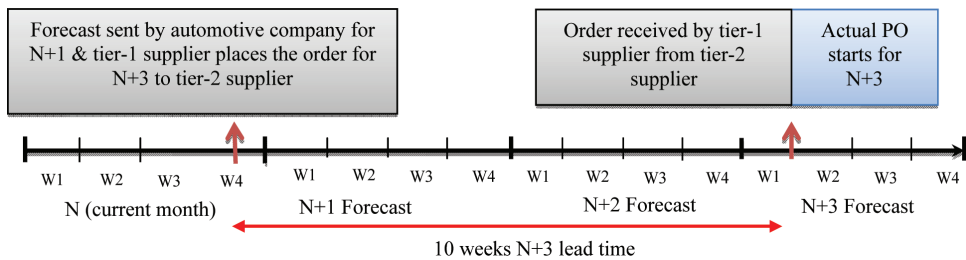 Forecast sent by automotive company for
N+1 & tier-1 supplier places the order for
N+3 to tier-2 supplier
Order received by tier-1
supplier from tier-2
supplier
Actual PO
starts for
N+3
W1 W2 W3 W4 W1 W2 W3 W4 W1 W2 W3 W4 W1 W2 W3 W4
N (current month) N+1 Forecast N+2 Forecast N+3 Forecast
10 weeks N+3 lead time